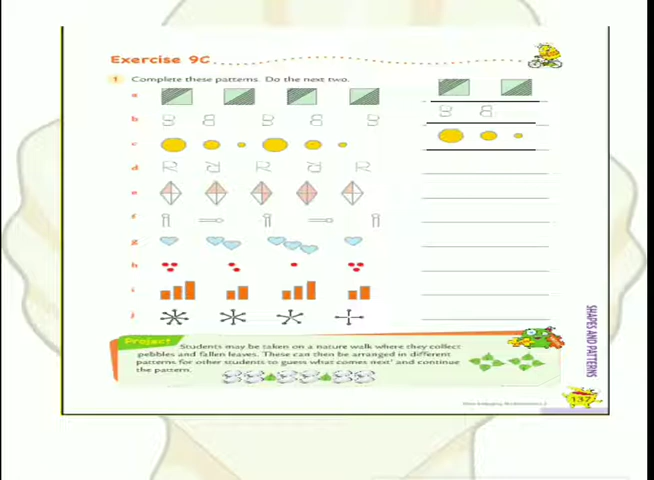 Exercise 9C
1 Complete these patterns. Do the next two.
a
b
c
d
e
f
g
h
i
j
Project
Students may be taken on a nature walk where they collect
pebbles and fallen leaves. These can then be arranged in different
patterns for other students to guess what comes next and continue
the pattern.
SHAPES AND PATTERNS
137